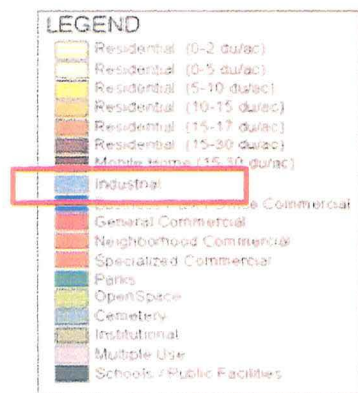 LEGEND
Residential (0-2 du/ac)
Residential (0-5 du/ac)
Residential (5-10 du/ac)
Residential (10-15 du/ac)
Residential (15-17 du/ac)
Residential (15-30 du/ac)
Mobile Home (15-30 du/ac)
Industrial
Commercial
General Commercial
Neighborhood Commercial
Specialized Commercial
Parks
OpenSpace
Cemetery
Institutional
Multiple Use
Schools / Public Facilities